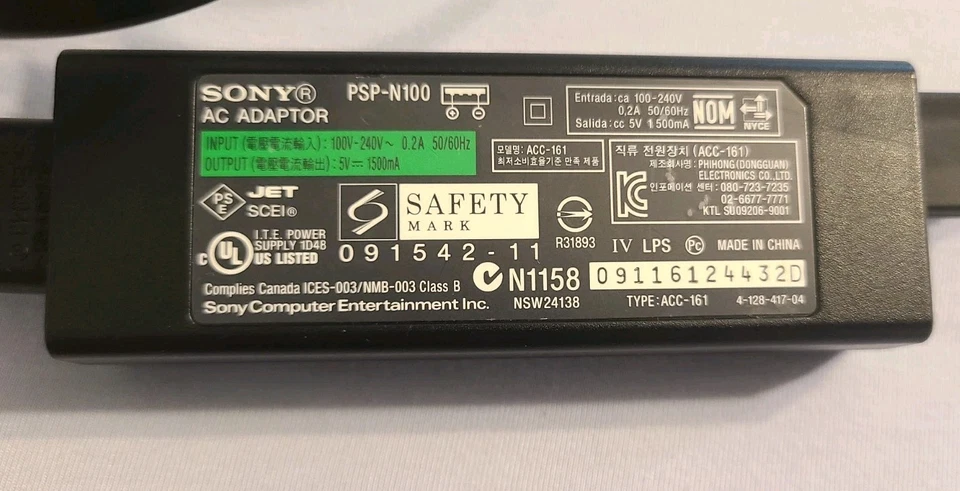 SONY®
AC ADAPTOR
PSP-N100
INPUT (電壓電流輸入): 100V-240V~ 0.2A 50/60Hz
OUTPUT (電壓電流輸出): 5V⎓ 1500mA
모델명: ACC-161
최저소비효율기준 만족 제품
Entrada: ca 100-240V
0,2A 50/60Hz
Salida: cc 5V 1500mA
NOM
NYCE
직류 전원장치 (ACC-161)
제조회사명: PHIHONG (DONGGUAN)
ELECTRONICS CO.,LTD.
인포메이션 센터: 080-723-7235
02-6677-7771
KTL SU09206-9001
PS
E
JET
SCEI®
SAFETY
MARK
091542-11
R31893
IV LPS
Pc
MADE IN CHINA
c UL
I.T.E. POWER
SUPPLY 1D48
US LISTED
N1158
NSW24138
09116124432D
Complies Canada ICES-003/NMB-003 Class B
Sony Computer Entertainment Inc.
TYPE: ACC-161
4-128-417-04